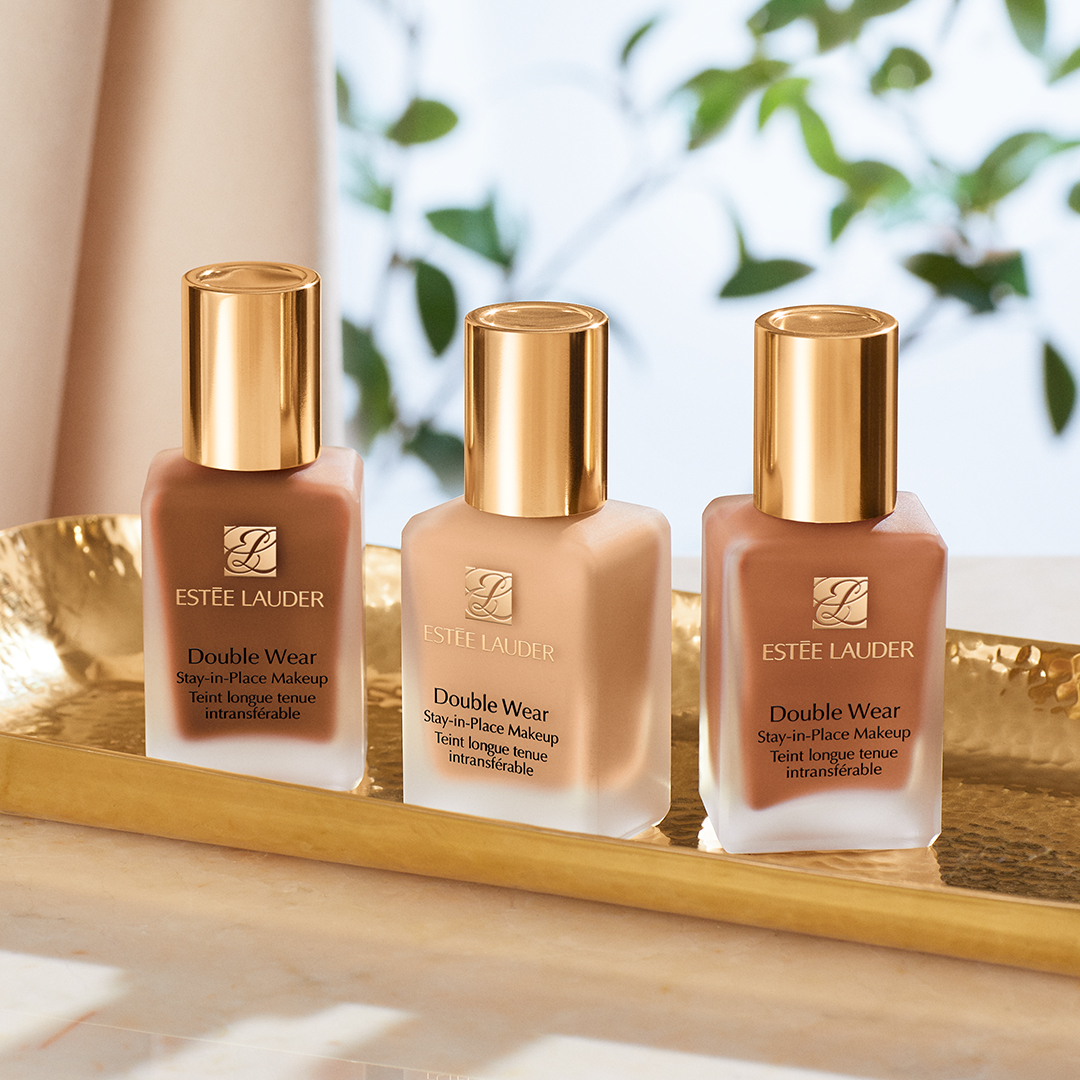 ESTĒE LAUDER
Double Wear
Stay-in-Place Makeup
Teint longue tenue
intransférable
ESTĒE LAUDER
Double Wear
Stay-in-Place Makeup
Teint longue tenue
intransférable
ESTĒE LAUDER
Double Wear
Stay-in-Place Makeup
Teint longue tenue
intransférable